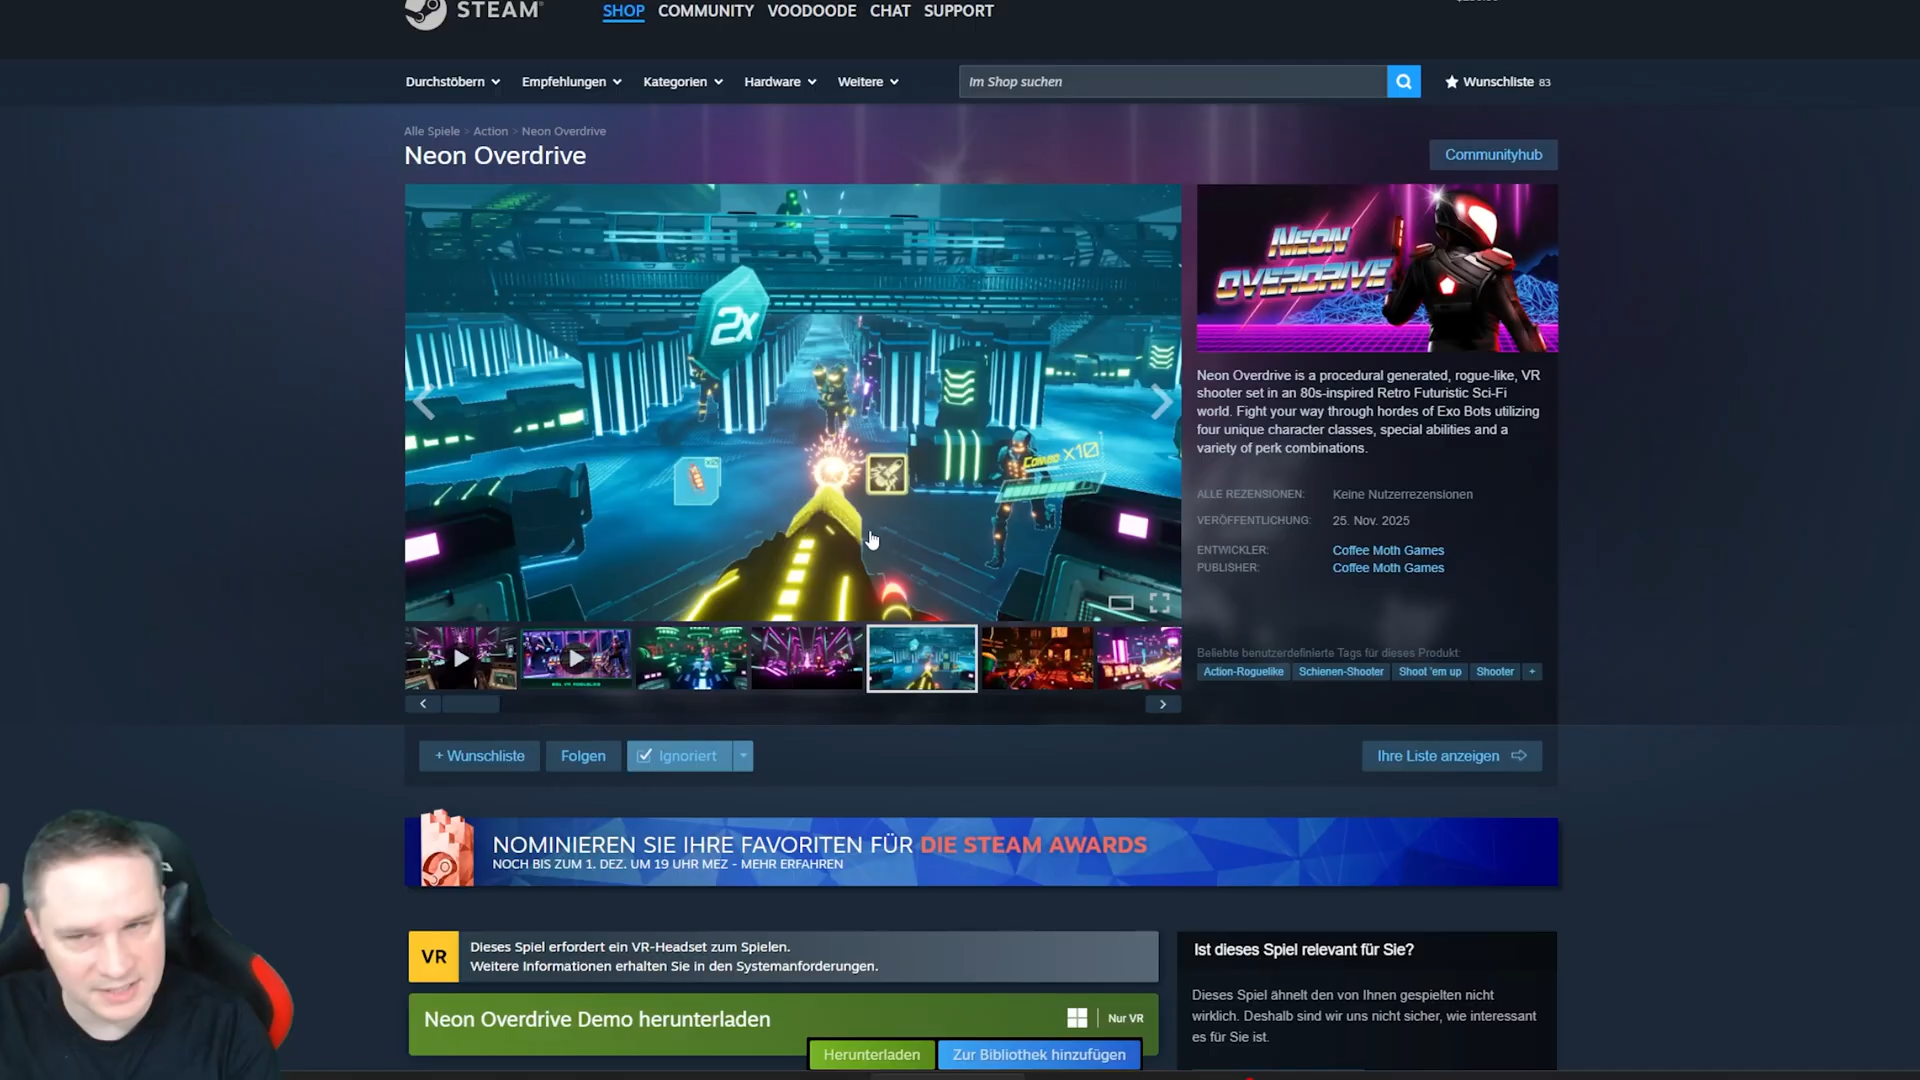 STEAM
SHOP COMMUNITY VOODOODE CHAT SUPPORT
Durchstöbern Empfehlungen Kategorien Hardware Weitere
Im Shop suchen
Wunschliste 83
Alle Spiele > Action > Neon Overdrive
Neon Overdrive
Communityhub
2x
COMBO X10
NEON
OVERDRIVE
Neon Overdrive is a procedural generated, rogue-like, VR
shooter set in an 80s-inspired Retro Futuristic Sci-Fi
world. Fight your way through hordes of Exo Bots utilizing
four unique character classes, special abilities and a
variety of perk combinations.
ALLE REZENSIONEN: Keine Nutzerrezensionen
VERÖFFENTLICHUNG: 25. Nov. 2025
ENTWICKLER: Coffee Moth Games
PUBLISHER: Coffee Moth Games
Beliebte benutzerdefinierte Tags für dieses Produkt:
Action-Roguelike Schienen-Shooter Shoot 'em up Shooter +
+ Wunschliste Folgen Ignoriert
Ihre Liste anzeigen
NOMINIEREN SIE IHRE FAVORITEN FÜR DIE STEAM AWARDS
NOCH BIS ZUM 1. DEZ. UM 19 UHR MEZ - MEHR ERFAHREN
VR
Dieses Spiel erfordert ein VR-Headset zum Spielen.
Weitere Informationen erhalten Sie in den Systemanforderungen.
Neon Overdrive Demo herunterladen
Nur VR
Herunterladen Zur Bibliothek hinzufügen
Ist dieses Spiel relevant für Sie?
Dieses Spiel ähnelt den von Ihnen gespielten nicht
wirklich. Deshalb sind wir uns nicht sicher, wie interessant
es für Sie ist.